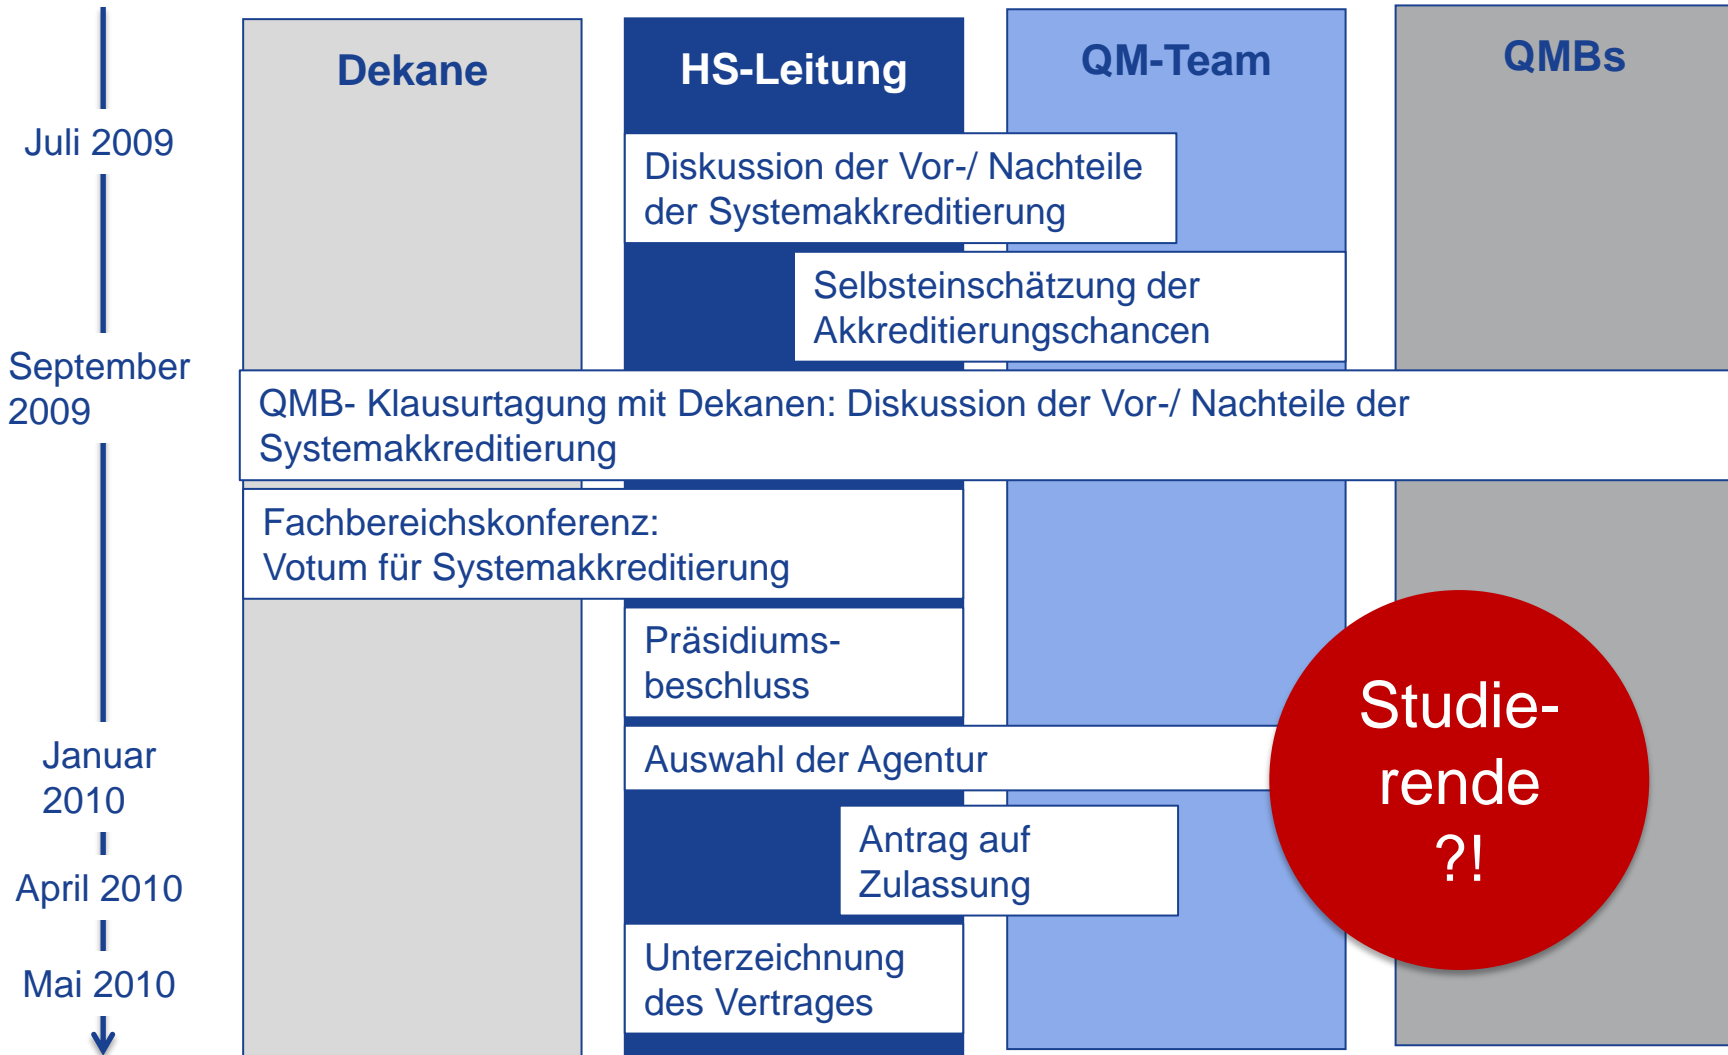 Dekane
HS-Leitung
QM-Team
QMBs
Juli 2009
Diskussion der Vor-/ Nachteile
der Systemakkreditierung
Selbsteinschätzung der
Akkreditierungschancen
September
2009
QMB- Klausurtagung mit Dekanen: Diskussion der Vor-/ Nachteile der
Systemakkreditierung
Fachbereichskonferenz:
Votum für Systemakkreditierung
Präsidiums-
beschluss
Januar
2010
Auswahl der Agentur
Studie-
rende
?!
April 2010
Antrag auf
Zulassung
Mai 2010
Unterzeichnung
des Vertrages